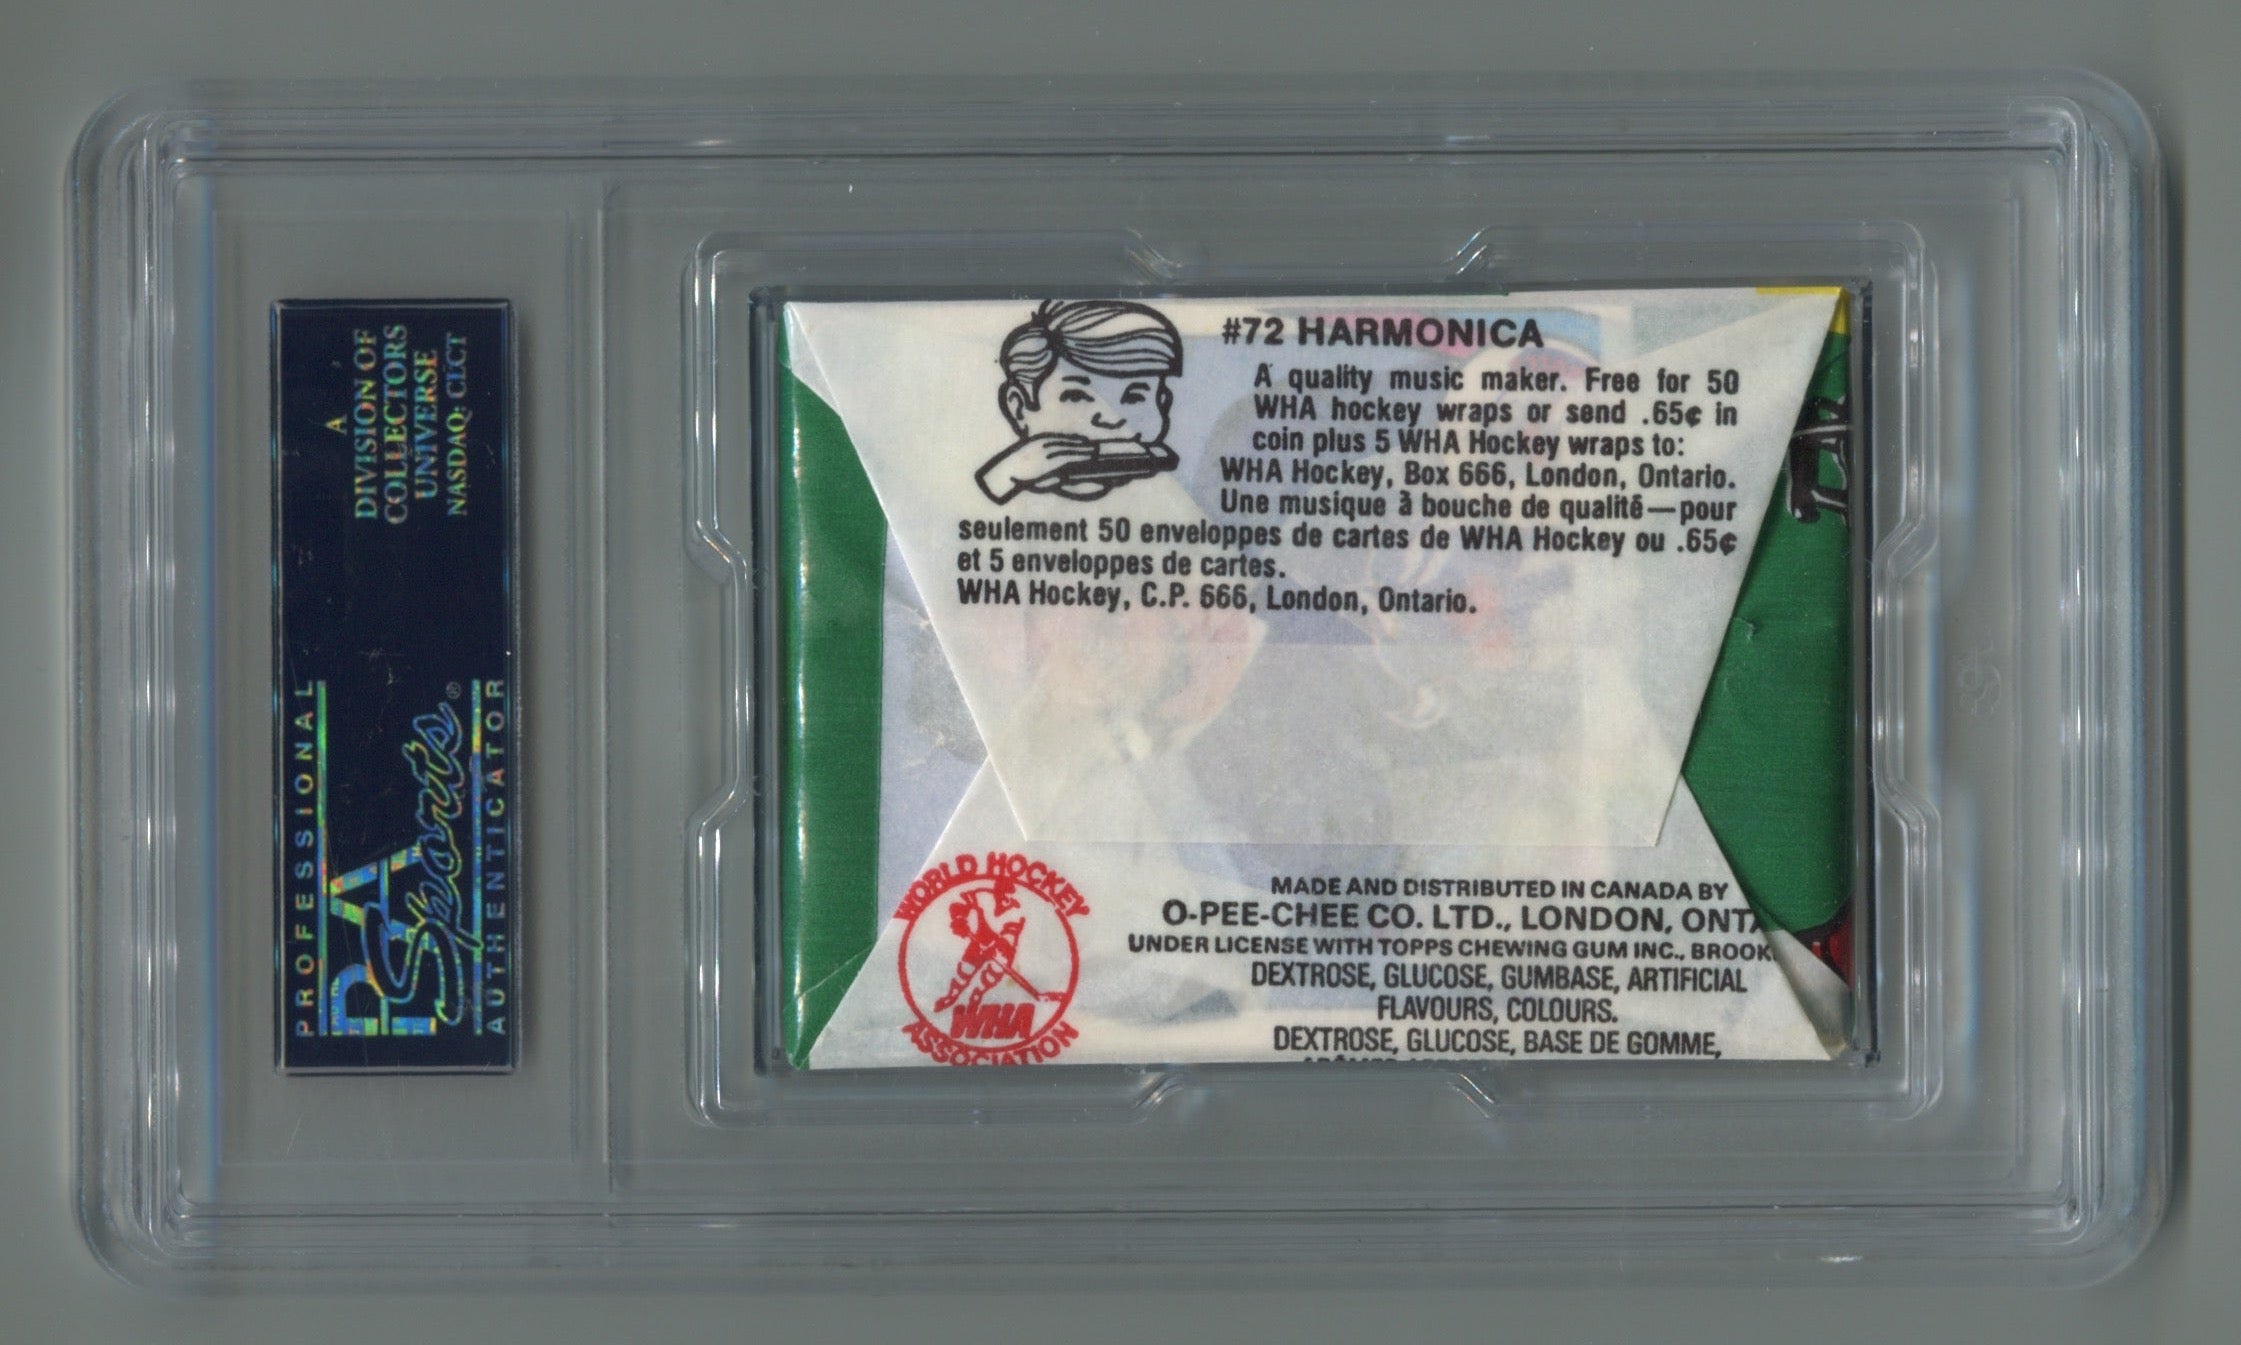 A
DIVISION OF
COLLECTORS
UNIVERSE
NASDAQ: CLCT
PROFESSIONAL
PSA
Sports®
AUTHENTICATOR
#72 HARMONICA
A quality music maker. Free for 50
WHA hockey wraps or send .65¢ in
coin plus 5 WHA Hockey wraps to:
WHA Hockey, Box 666, London, Ontario.
Une musique à bouche de qualité—pour
seulement 50 enveloppes de cartes de WHA Hockey ou .65¢
et 5 enveloppes de cartes.
WHA Hockey, C.P. 666, London, Ontario.
WORLD HOCKEY
WHA
ASSOCIATION
MADE AND DISTRIBUTED IN CANADA BY
O-PEE-CHEE CO. LTD., LONDON, ONTA
UNDER LICENSE WITH TOPPS CHEWING GUM INC., BROOK
DEXTROSE, GLUCOSE, GUMBASE, ARTIFICIAL
FLAVOURS, COLOURS.
DEXTROSE, GLUCOSE, BASE DE GOMME,